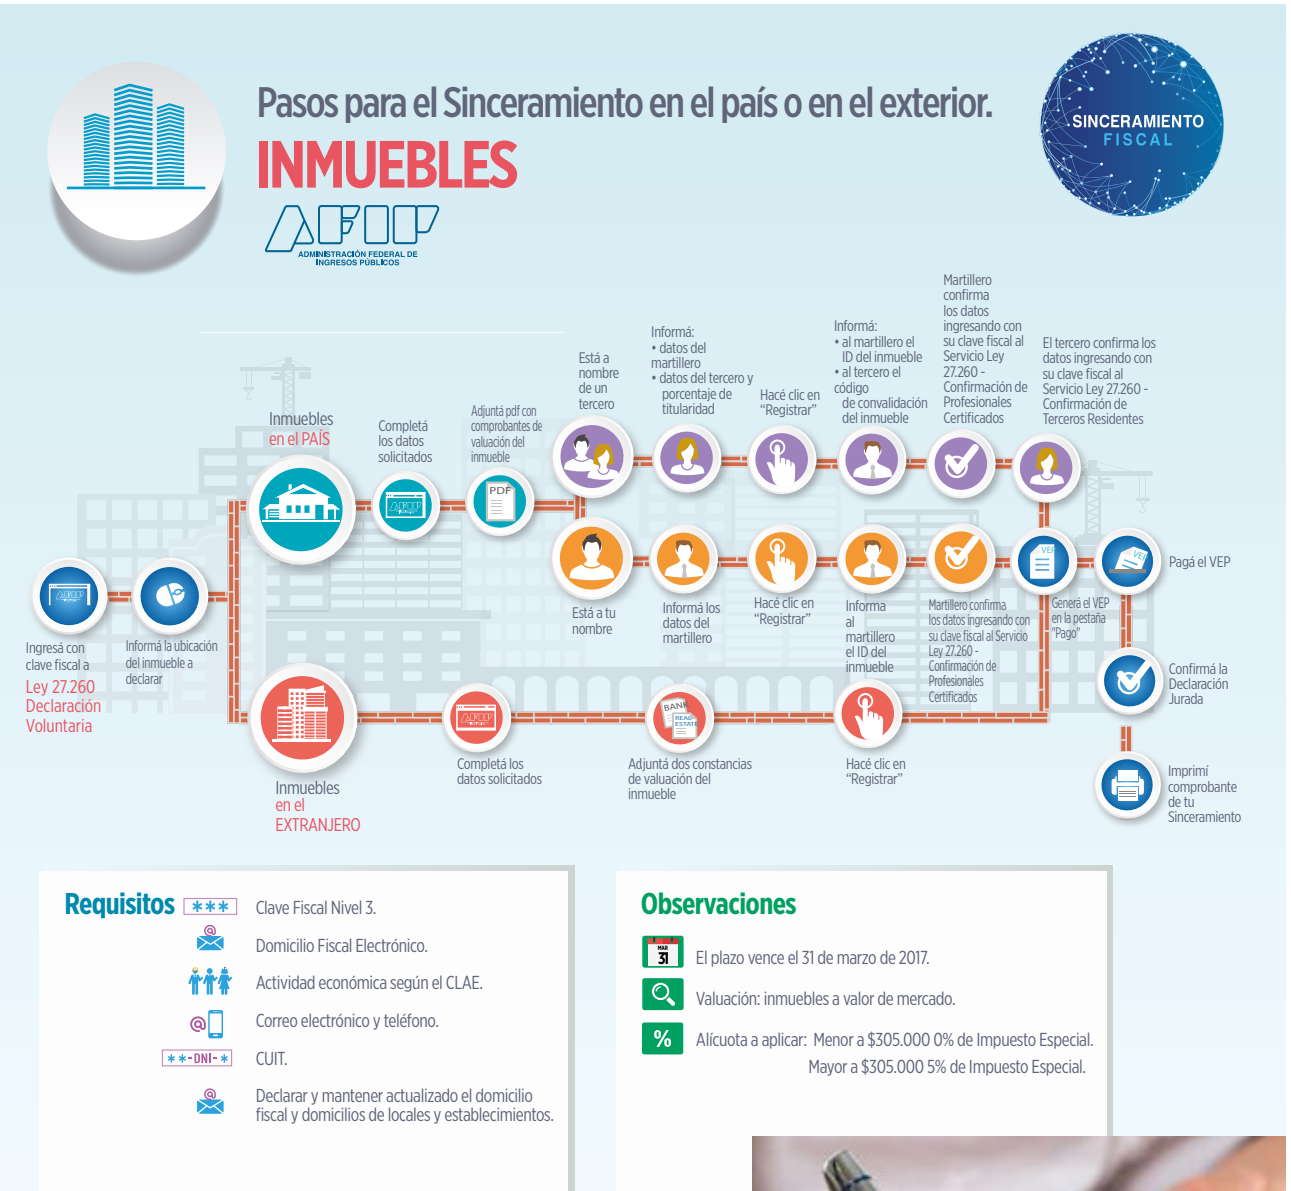 Pasos para el Sinceramiento en el país o en el exterior.
INMUEBLES
AFIP
ADMINISTRACIÓN FEDERAL DE
INGRESOS PÚBLICOS
SINCERAMIENTO
FISCAL
Ingresá con
clave fiscal a
Ley 27.260
Declaración
Voluntaria
Informá la ubicación
del inmueble a
declarar
Inmuebles
en el PAÍS
Completá
los datos
solicitados
Adjuntá pdf con
comprobantes de
valuación del
inmueble
PDF
Está a
nombre
de un
tercero
Informá:
• datos del
martillero
• datos del tercero y
porcentaje de
titularidad
Hacé clic en
“Registrar”
Informá:
• al martillero el
ID del inmueble
• al tercero el
código
de convalidación
del inmueble
Martillero
confirma
los datos
ingresando con
su clave fiscal al
Servicio Ley
27.260 -
Confirmación de
Profesionales
Certificados
El tercero confirma los
datos ingresando con
su clave fiscal al
Servicio Ley 27.260 -
Confirmación de
Terceros Residentes
Está a tu
nombre
Informá los
datos del
martillero
Hacé clic en
“Registrar”
Informa
al
martillero
el ID del
inmueble
Martillero confirma
los datos ingresando con
su clave fiscal al Servicio
Ley 27.260 -
Confirmación de
Profesionales
Certificados
VEP
Generá el VEP
en la pestaña
"Pago"
VEP
Pagá el VEP
Confirmá la
Declaración
Jurada
Imprimí
comprobante
de tu
Sinceramiento
Inmuebles
en el
EXTRANJERO
AFIP
Completá los
datos solicitados
BANK
REAL
ESTATE
Adjuntá dos constancias
de valuación del
inmueble
Hacé clic en
“Registrar”
Requisitos
*** Clave Fiscal Nivel 3.
@ Domicilio Fiscal Electrónico.
Actividad económica según el CLAE.
@ Correo electrónico y teléfono.
**-DNI-* CUIT.
@ Declarar y mantener actualizado el domicilio
fiscal y domicilios de locales y establecimientos.
Observaciones
MAR
31
El plazo vence el 31 de marzo de 2017.
Valuación: inmuebles a valor de mercado.
% Alícuota a aplicar: Menor a $305.000 0% de Impuesto Especial.
Mayor a $305.000 5% de Impuesto Especial.